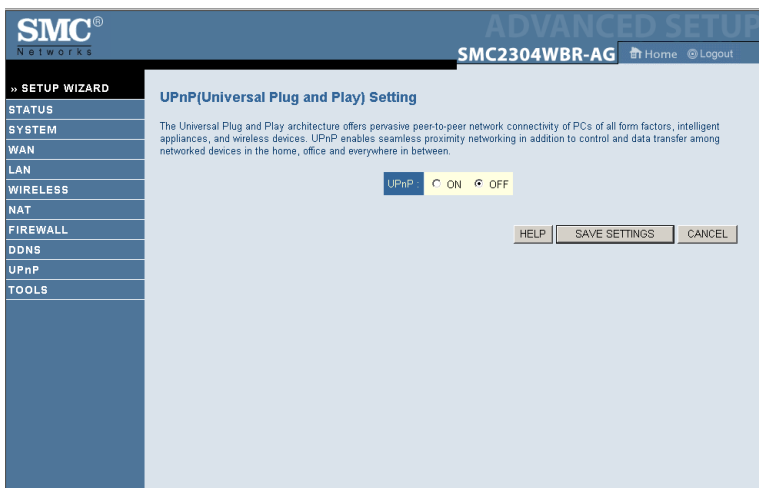 SMC®
Networks
ADVANCED SETUP
SMC2304WBR-AG
Home
Logout
» SETUP WIZARD
STATUS
SYSTEM
WAN
LAN
WIRELESS
NAT
FIREWALL
DDNS
UPnP
TOOLS
UPnP(Universal Plug and Play) Setting
The Universal Plug and Play architecture offers pervasive peer-to-peer network connectivity of PCs of all form factors, intelligent
appliances, and wireless devices. UPnP enables seamless proximity networking in addition to control and data transfer among
networked devices in the home, office and everywhere in between.
UPnP : ON OFF
HELP SAVE SETTINGS CANCEL